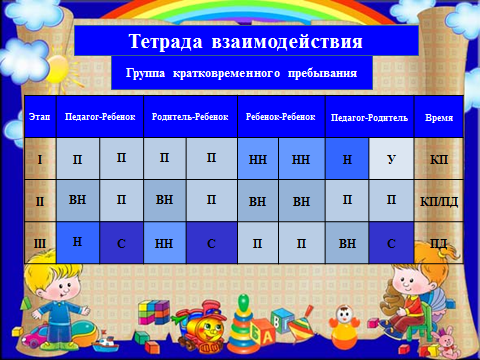 Тетрада взаимодействия
Группа кратковременного пребывания
Этап Педагог-Ребенок Родитель-Ребенок Ребенок-Ребенок Педагог-Родитель Время
I П П П П НН НН Н У КП
II ВН П ВН П ВН ВН П П КП/ПД
III Н С НН С П П ВН С ПД